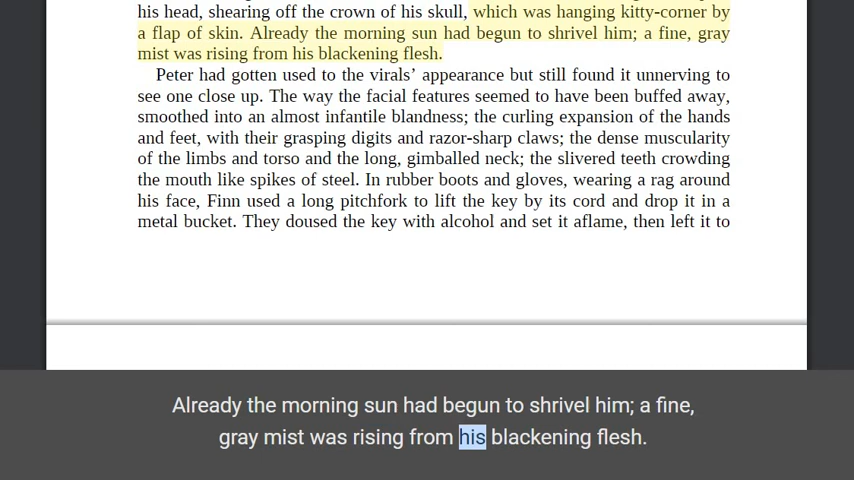 his head, shearing off the crown of his skull, which was hanging kitty-corner by
a flap of skin. Already the morning sun had begun to shrivel him; a fine, gray
mist was rising from his blackening flesh.
Peter had gotten used to the virals’ appearance but still found it unnerving to
see one close up. The way the facial features seemed to have been buffed away,
smoothed into an almost infantile blandness; the curling expansion of the hands
and feet, with their grasping digits and razor-sharp claws; the dense muscularity
of the limbs and torso and the long, gimballed neck; the slivered teeth crowding
the mouth like spikes of steel. In rubber boots and gloves, wearing a rag around
his face, Finn used a long pitchfork to lift the key by its cord and drop it in a
metal bucket. They doused the key with alcohol and set it aflame, then left it to
Already the morning sun had begun to shrivel him; a fine,
gray mist was rising from his blackening flesh.